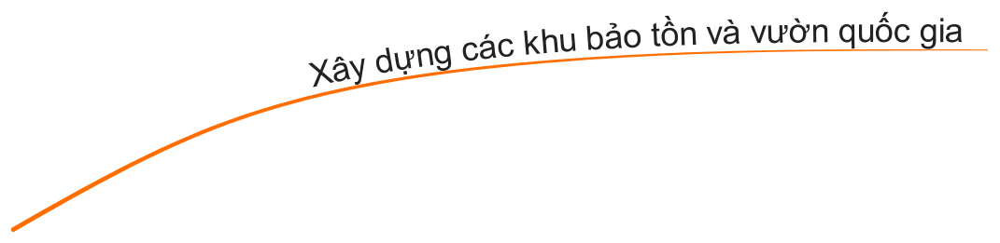 Xây dựng các khu bảo tồn và vườn quốc gia